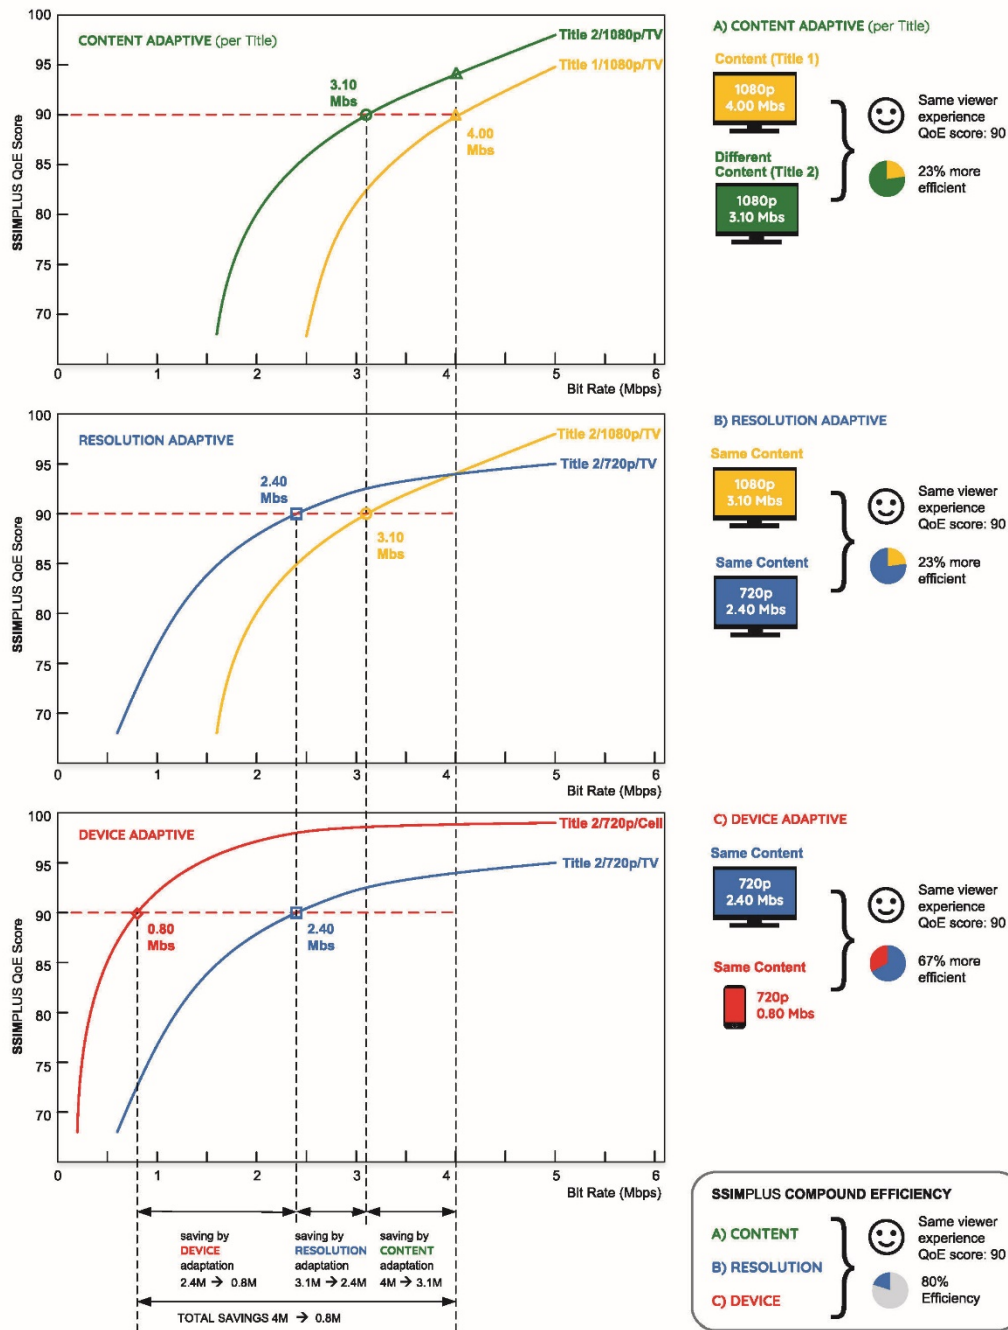 CONTENT ADAPTIVE (per Title)
SSIMPLUS QoE Score
100
95
90
85
80
75
70
0
1
2
3
4
5
6
Bit Rate (Mbps)
Title 2/1080p/TV
Title 1/1080p/TV
3.10
Mbs
4.00
Mbs
A) CONTENT ADAPTIVE (per Title)
Content (Title 1)
1080p
4.00 Mbs
Different
Content (Title 2)
1080p
3.10 Mbs
Same viewer
experience
QoE score: 90
23% more
efficient
RESOLUTION ADAPTIVE
SSIMPLUS QoE Score
100
95
90
85
80
75
70
0
1
2
3
4
5
6
Bit Rate (Mbps)
Title 2/1080p/TV
Title 2/720p/TV
2.40
Mbs
3.10
Mbs
B) RESOLUTION ADAPTIVE
Same Content
1080p
3.10 Mbs
Same Content
720p
2.40 Mbs
Same viewer
experience
QoE score: 90
23% more
efficient
DEVICE ADAPTIVE
SSIMPLUS QoE Score
100
95
90
85
80
75
70
0
1
2
3
4
5
6
Bit Rate (Mbps)
Title 2/720p/Cell
Title 2/720p/TV
0.80
Mbs
2.40
Mbs
C) DEVICE ADAPTIVE
Same Content
720p
2.40 Mbs
Same Content
720p
0.80 Mbs
Same viewer
experience
QoE score: 90
67% more
efficient
saving by
DEVICE
adaptation
2.4M → 0.8M
saving by
RESOLUTION
adaptation
3.1M → 2.4M
saving by
CONTENT
adaptation
4M → 3.1M
TOTAL SAVINGS 4M → 0.8M
SSIMPLUS COMPOUND EFFICIENCY
A) CONTENT
B) RESOLUTION
C) DEVICE
Same viewer
experience
QoE score: 90
80%
Efficiency